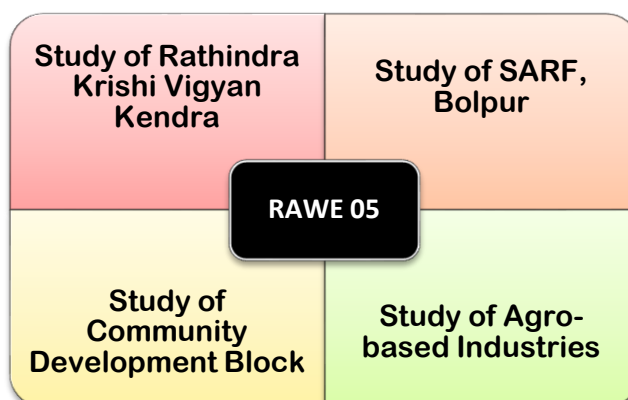 Study of Rathindra
Krishi Vigyan
Kendra
Study of SARF,
Bolpur
RAWE 05
Study of
Community
Development Block
Study of Agro-
based Industries